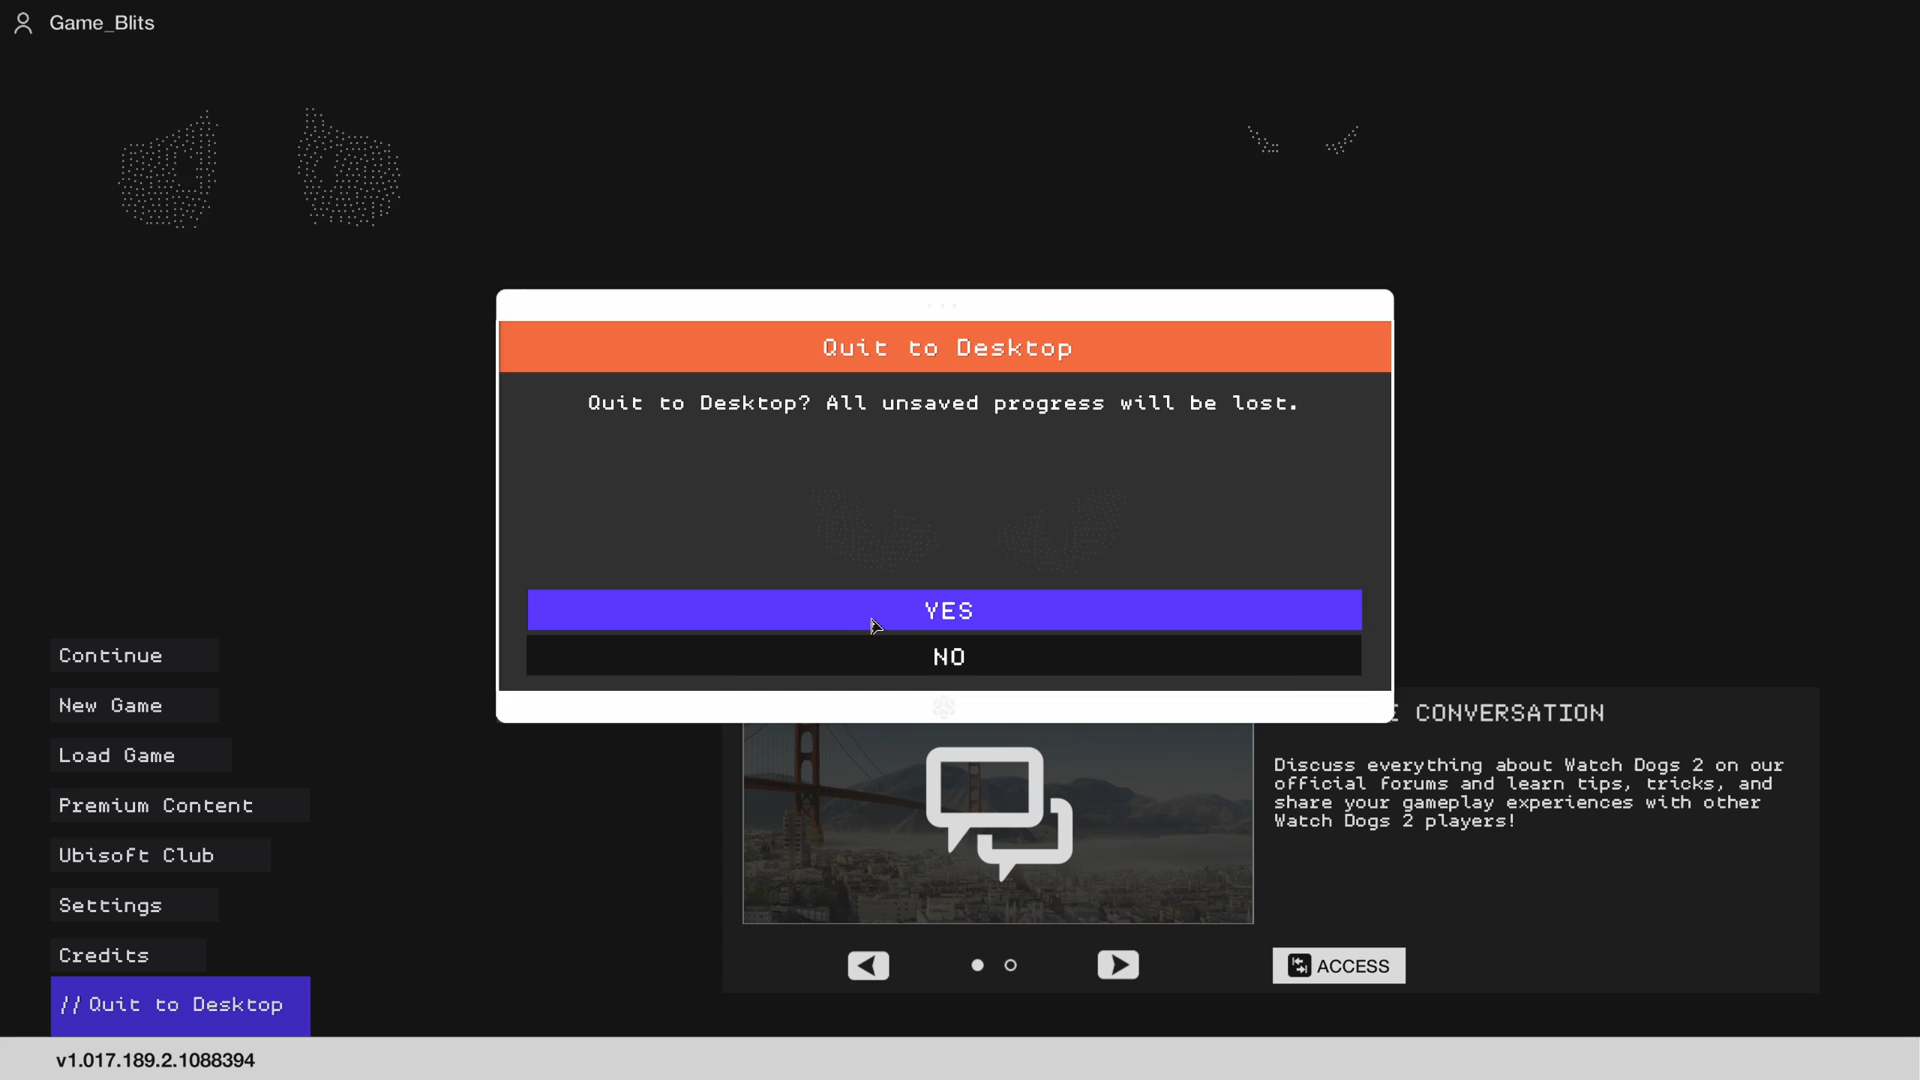 Game_Blits
Quit to Desktop
Quit to Desktop? All unsaved progress will be lost.
YES
NO
Continue
New Game
Load Game
Premium Content
Ubisoft Club
Settings
Credits
// Quit to Desktop
CONVERSATION
Discuss everything about Watch Dogs 2 on our
official forums and learn tips, tricks, and
share your gameplay experiences with other
Watch Dogs 2 players!
ACCESS
v1.017.189.2.1088394